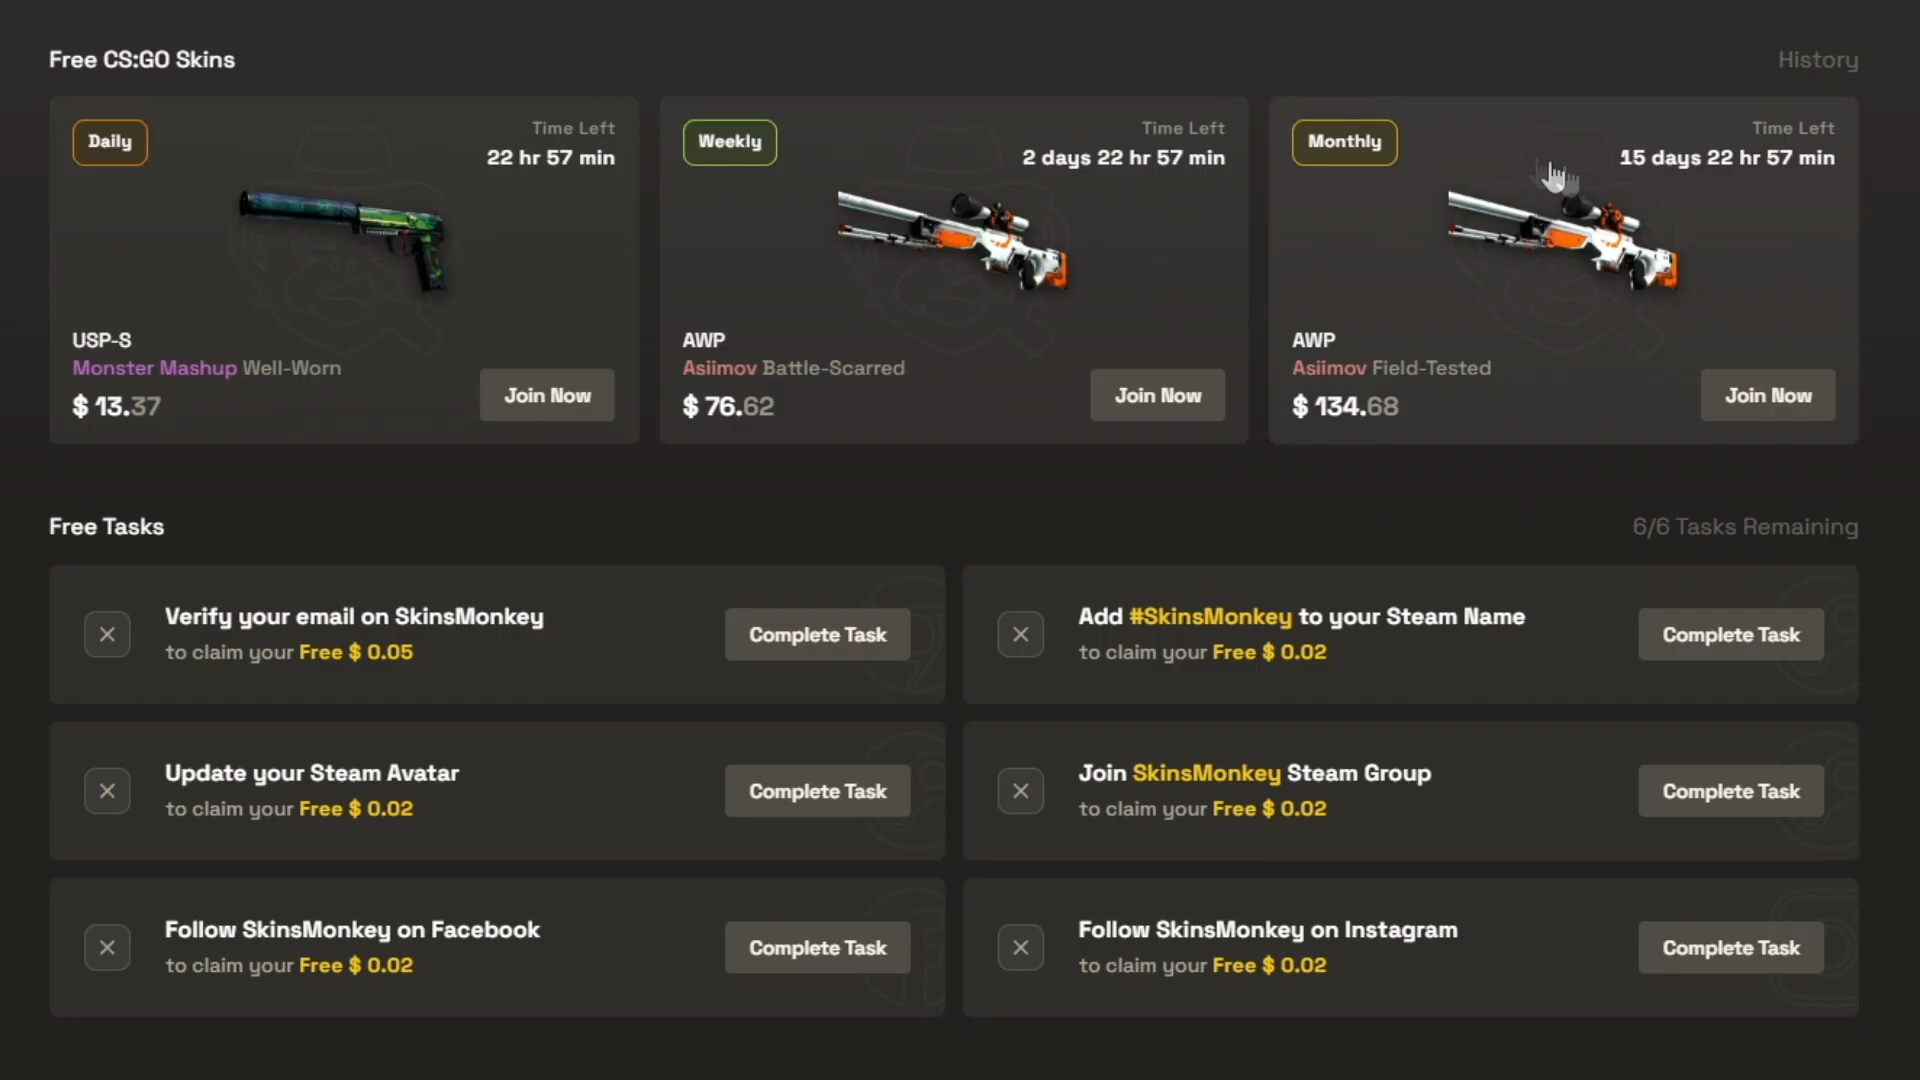 Free CS:GO Skins
History
Daily
Time Left
22 hr 57 min
USP-S
Monster Mashup Well-Worn
$ 13.37
Join Now
Weekly
Time Left
2 days 22 hr 57 min
AWP
Asiimov Battle-Scarred
$ 76.62
Join Now
Monthly
Time Left
15 days 22 hr 57 min
AWP
Asiimov Field-Tested
$ 134.68
Join Now
Free Tasks
6/6 Tasks Remaining
Verify your email on SkinsMonkey
to claim your Free $ 0.05
Complete Task
Add #SkinsMonkey to your Steam Name
to claim your Free $ 0.02
Complete Task
Update your Steam Avatar
to claim your Free $ 0.02
Complete Task
Join SkinsMonkey Steam Group
to claim your Free $ 0.02
Complete Task
Follow SkinsMonkey on Facebook
to claim your Free $ 0.02
Complete Task
Follow SkinsMonkey on Instagram
to claim your Free $ 0.02
Complete Task